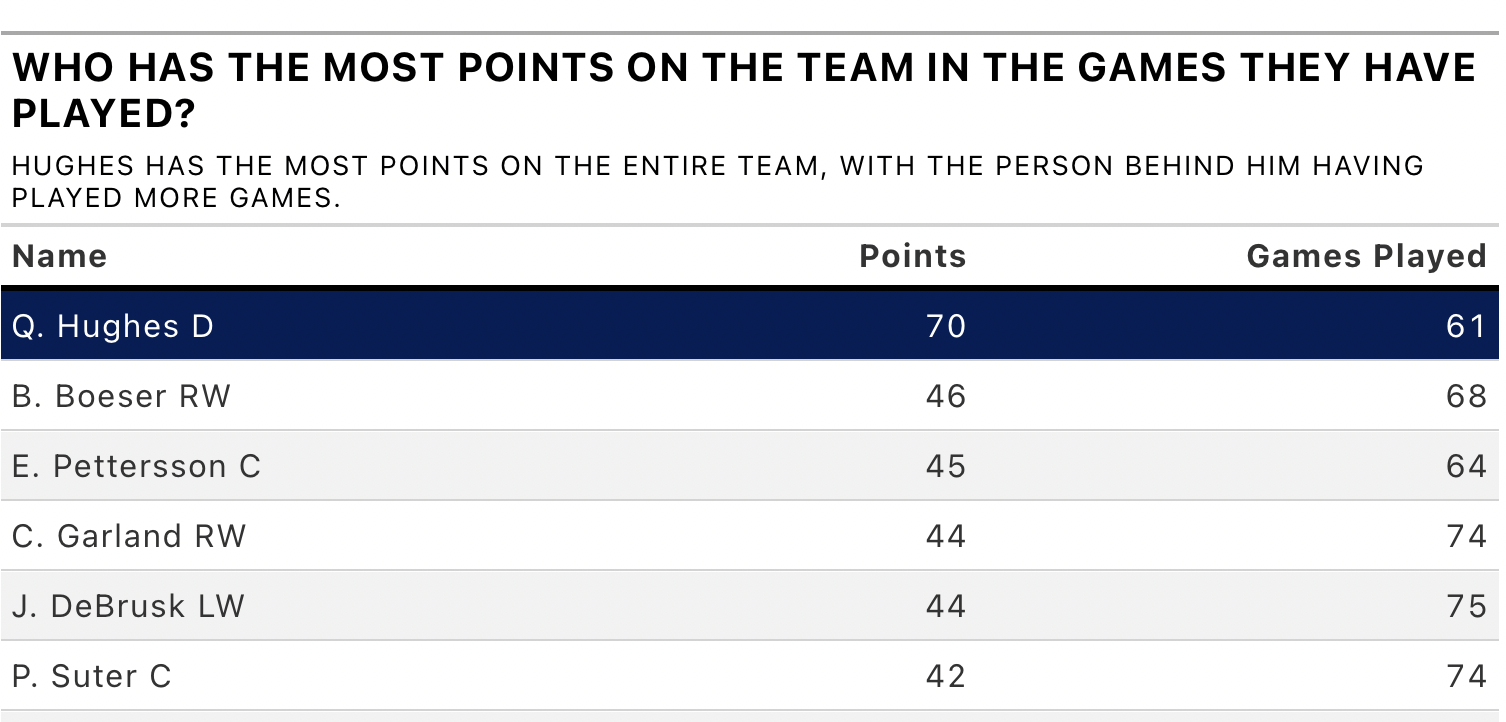 WHO HAS THE MOST POINTS ON THE TEAM IN THE GAMES THEY HAVE
PLAYED?
HUGHES HAS THE MOST POINTS ON THE ENTIRE TEAM, WITH THE PERSON BEHIND HIM HAVING
PLAYED MORE GAMES.
Name Points Games Played
Q. Hughes D 70 61
B. Boeser RW 46 68
E. Pettersson C 45 64
C. Garland RW 44 74
J. DeBrusk LW 44 75
P. Suter C 42 74